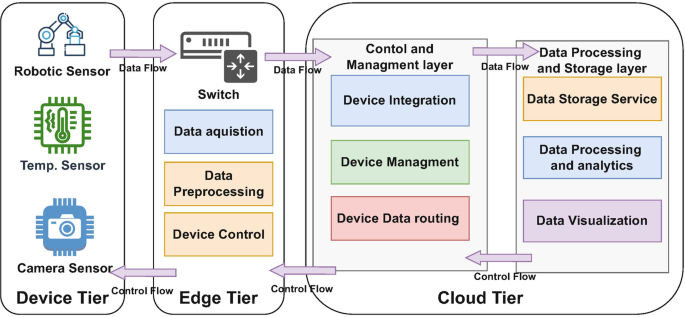 Robotic Sensor
Temp. Sensor
Camera Sensor
Device Tier
Data Flow
Control Flow
Switch
Data aquistion
Data
Preprocessing
Device Control
Edge Tier
Data Flow
Control Flow
Contol and
Managment layer
Device Integration
Device Managment
Device Data routing
Data Flow
Control Flow
Data Processing
and Storage layer
Data Storage Service
Data Processing
and analytics
Data Visualization
Cloud Tier